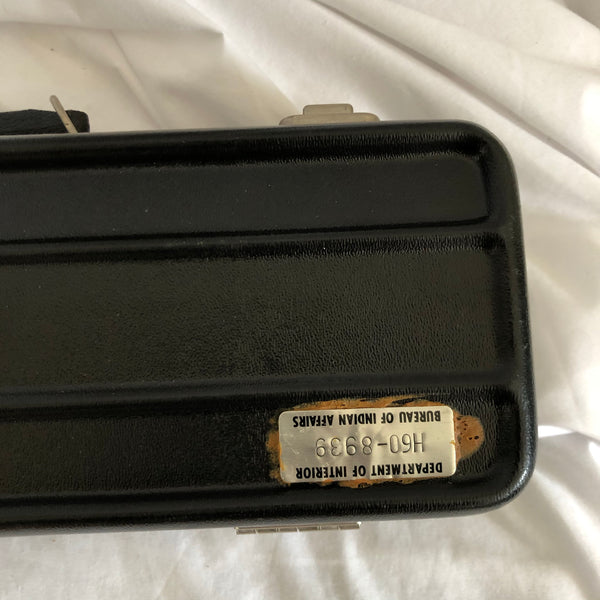 DEPARTMENT OF INTERIOR
H60-8939
BUREAU OF INDIAN AFFAIRS